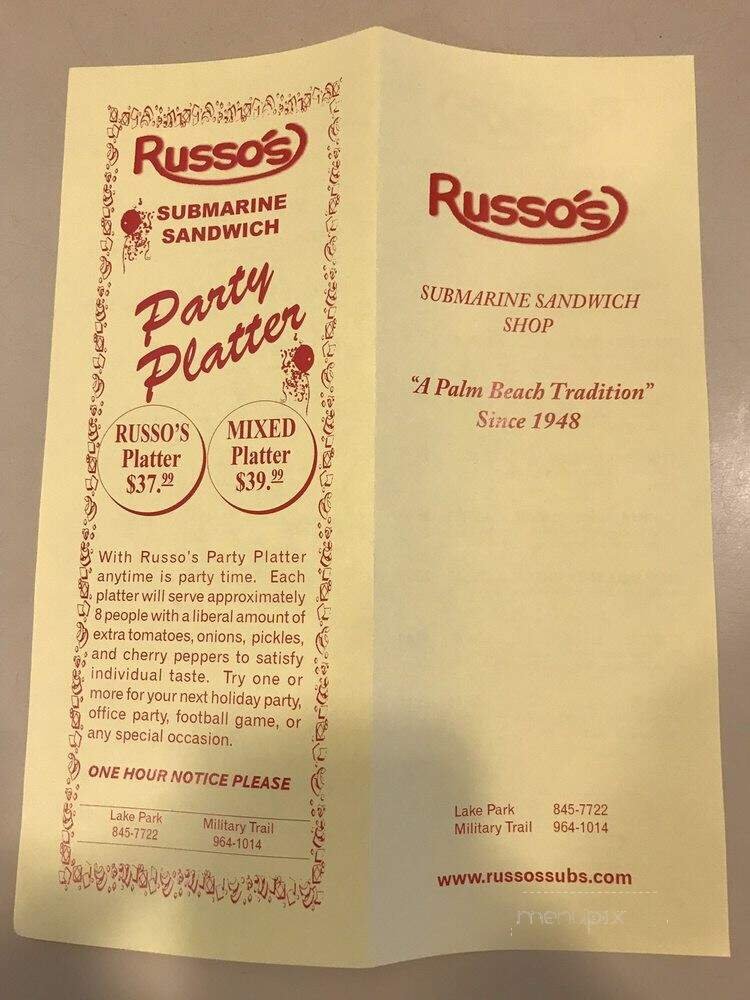 Russo's
SUBMARINE
SANDWICH
Party
Platter
RUSSO'S
Platter
$37.99
MIXED
Platter
$39.99
With Russo's Party Platter
anytime is party time. Each
platter will serve approximately
8 people with a liberal amount of
extra tomatoes, onions, pickles,
and cherry peppers to satisfy
individual taste. Try one or
more for your next holiday party,
office party, football game, or
any special occasion.
ONE HOUR NOTICE PLEASE
Lake Park
845-7722
Military Trail
964-1014
Russo's
SUBMARINE SANDWICH
SHOP
"A Palm Beach Tradition"
Since 1948
Lake Park 845-7722
Military Trail 964-1014
www.russossubs.com
menupix